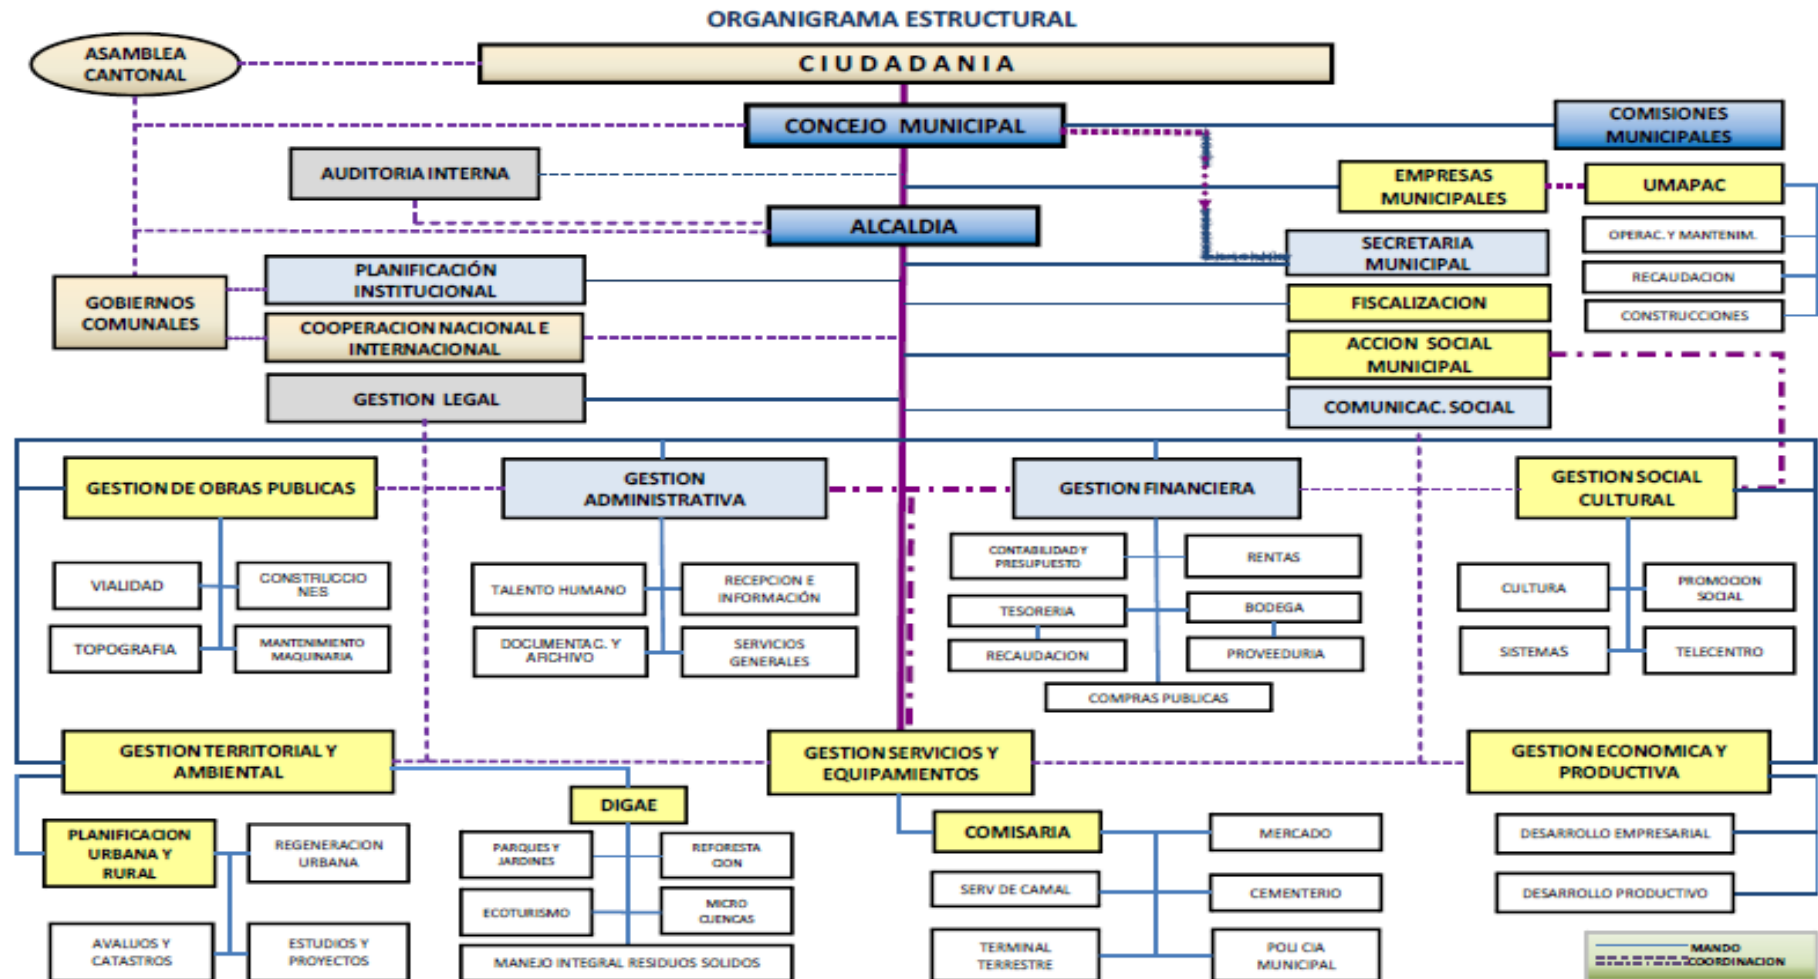 ORGANIGRAMA ESTRUCTURAL
ASAMBLEA
CANTONAL
CIUDADANIA
CONCEJO MUNICIPAL
COMISIONES
MUNICIPALES
AUDITORIA INTERNA
EMPRESAS
MUNICIPALES
UMAPAC
ALCALDIA
OPERAC. Y MANTENIM.
SECRETARIA
MUNICIPAL
PLANIFICACIÓN
INSTITUCIONAL
RECAUDACION
GOBIERNOS
COMUNALES
FISCALIZACION
CONSTRUCCIONES
COOPERACION NACIONAL E
INTERNACIONAL
ACCION SOCIAL
MUNICIPAL
GESTION LEGAL
COMUNICAC. SOCIAL
GESTION DE OBRAS PUBLICAS
GESTION
ADMINISTRATIVA
GESTION FINANCIERA
GESTION SOCIAL
CULTURAL
VIALIDAD
CONSTRUCCIO
NES
TOPOGRAFIA
MANTENIMIENTO
MAQUINARIA
TALENTO HUMANO
RECEPCION E
INFORMACIÓN
DOCUMENTAC. Y
ARCHIVO
SERVICIOS
GENERALES
CONTABILIDAD Y
PRESUPUESTO
RENTAS
TESORERIA
BODEGA
RECAUDACION
PROVEEDURIA
COMPRAS PUBLICAS
CULTURA
PROMOCION
SOCIAL
SISTEMAS
TELECENTRO
GESTION TERRITORIAL Y
AMBIENTAL
GESTION SERVICIOS Y
EQUIPAMIENTOS
GESTION ECONOMICA Y
PRODUCTIVA
PLANIFICACION
URBANA Y
RURAL
REGENERACION
URBANA
AVALUOS Y
CATASTROS
ESTUDIOS Y
PROYECTOS
DIGAE
PARQUES Y
JARDINES
REFORESTA
CION
ECOTURISMO
MICRO
CUENCAS
MANEJO INTEGRAL RESIDUOS SOLIDOS
COMISARIA
MERCADO
SERV DE CAMAL
CEMENTERIO
TERMINAL
TERRESTRE
POLI CIA
MUNICIPAL
DESARROLLO EMPRESARIAL
DESARROLLO PRODUCTIVO
MANDO
COORDINACION